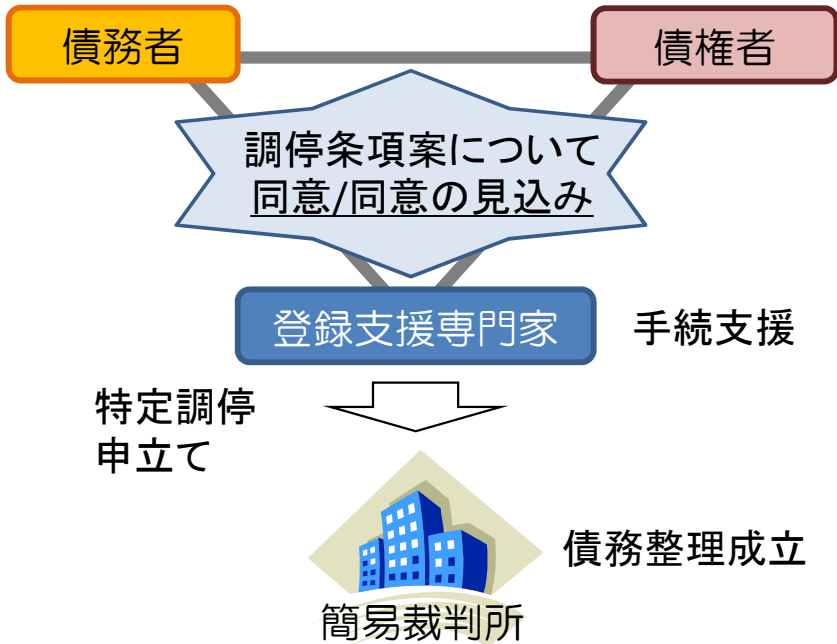 債務者
債権者
調停条項案について
同意/同意の見込み
登録支援専門家
手続支援
特定調停
申立て
債務整理成立
簡易裁判所